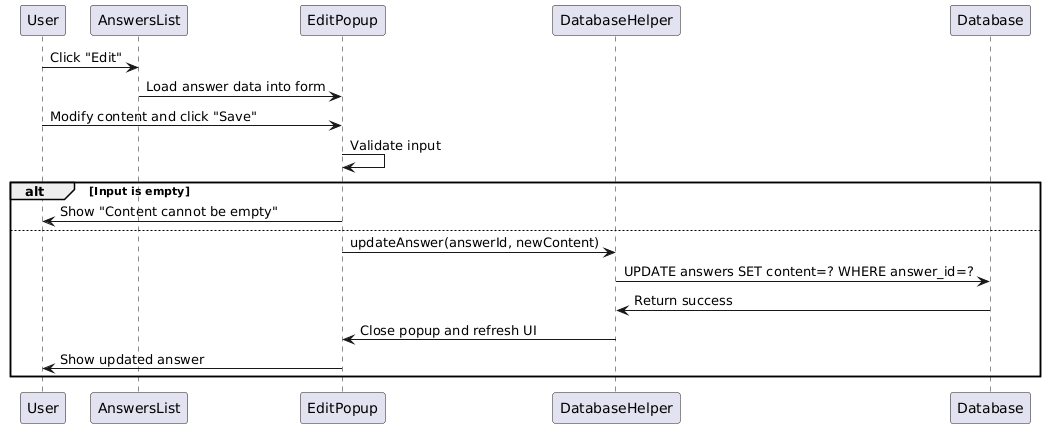 User AnswersList EditPopup DatabaseHelper Database
Click "Edit"
Load answer data into form
Modify content and click "Save"
Validate input
alt [Input is empty]
Show "Content cannot be empty"
updateAnswer(answerId, newContent)
UPDATE answers SET content=? WHERE answer_id=?
Return success
Close popup and refresh UI
Show updated answer
User AnswersList EditPopup DatabaseHelper Database